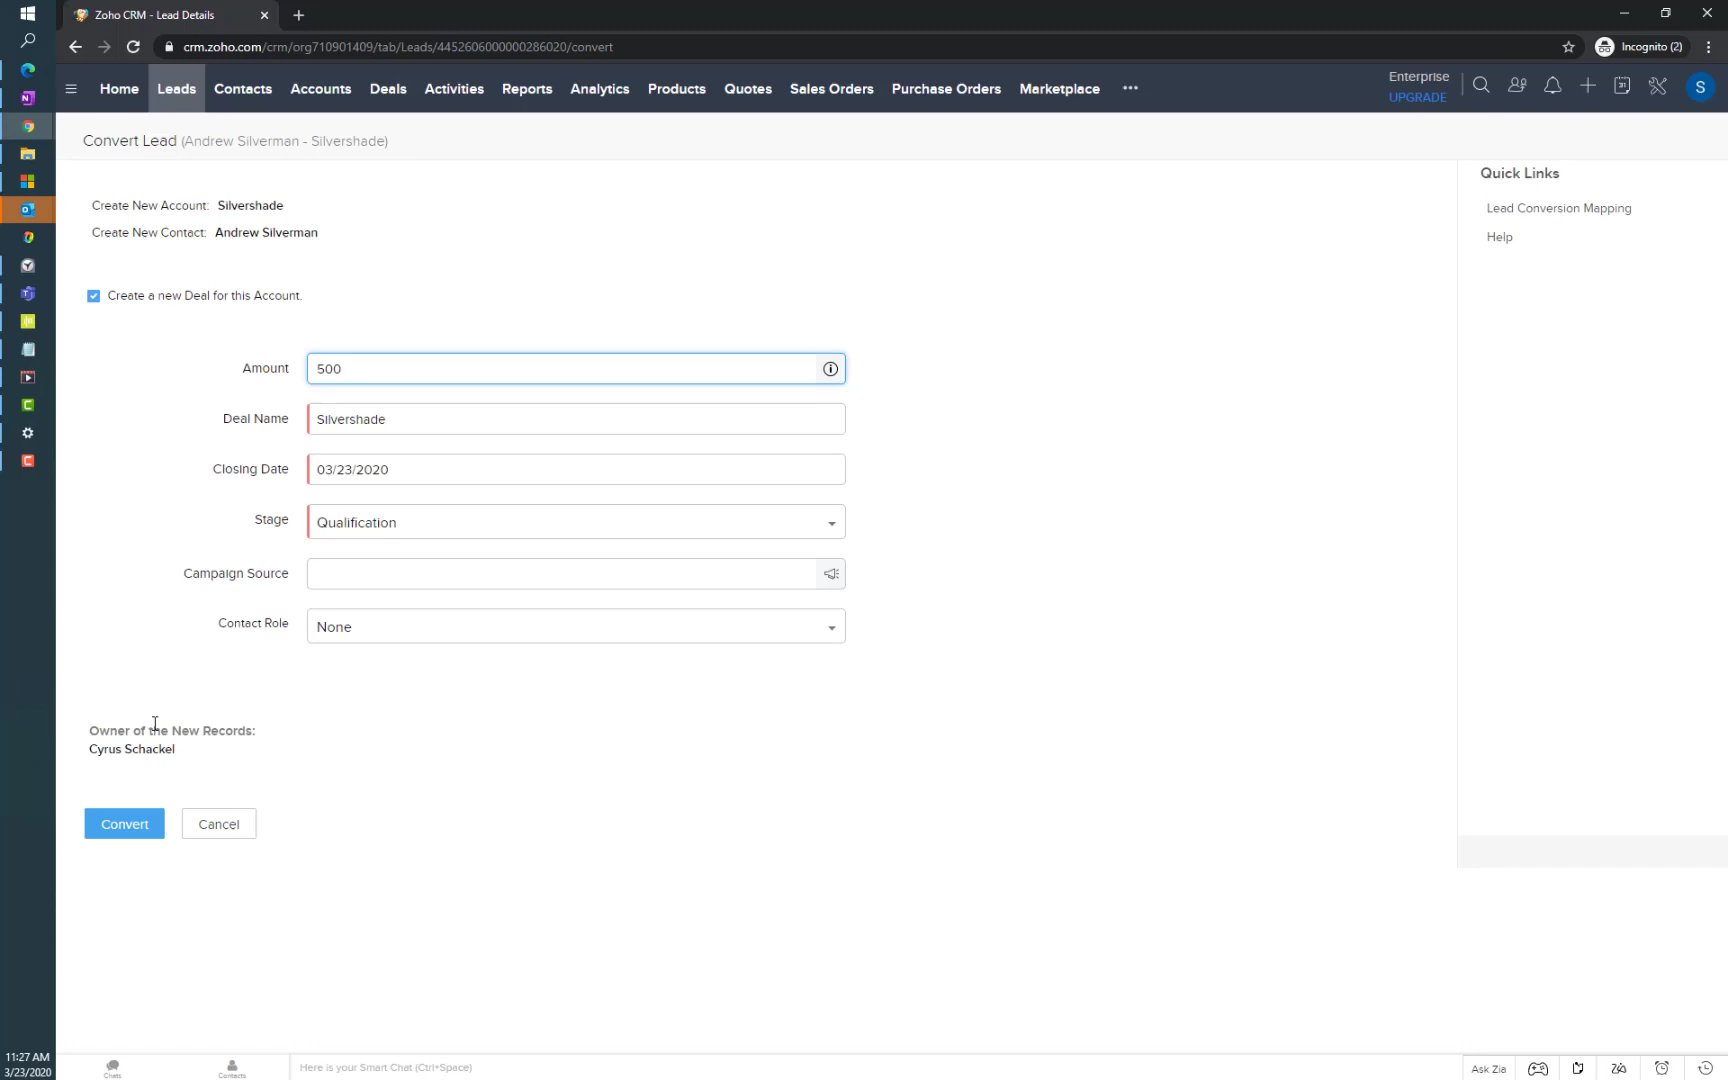 Zoho CRM - Lead Details
crm.zoho.com/crm/org710901409/tab/Leads/4452606000000286020/convert
Incognito (2)
Home Leads Contacts Accounts Deals Activities Reports Analytics Products Quotes Sales Orders Purchase Orders Marketplace
Enterprise
UPGRADE
S
Convert Lead (Andrew Silverman - Silvershade)
Quick Links
Lead Conversion Mapping
Help
Create New Account: Silvershade
Create New Contact: Andrew Silverman
Create a new Deal for this Account.
Amount 500
Deal Name Silvershade
Closing Date 03/23/2020
Stage Qualification
Campaign Source
Contact Role None
Owner of the New Records:
Cyrus Schackel
Convert Cancel
11:27 AM
3/23/2020
Chats Contacts
Here is your Smart Chat (Ctrl+Space)
Ask Zia